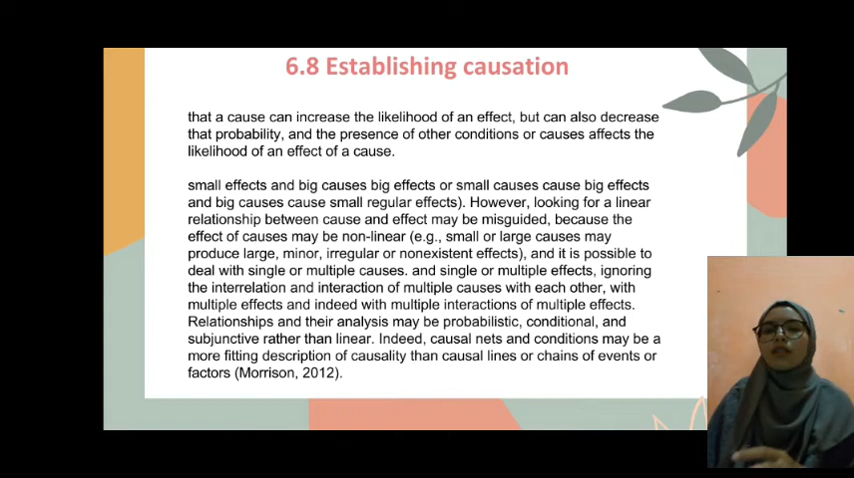 6.8 Establishing causation
that a cause can increase the likelihood of an effect, but can also decrease
that probability, and the presence of other conditions or causes affects the
likelihood of an effect of a cause.
small effects and big causes big effects or small causes cause big effects
and big causes cause small regular effects). However, looking for a linear
relationship between cause and effect may be misguided, because the
effect of causes may be non-linear (e.g., small or large causes may
produce large, minor, irregular or nonexistent effects), and it is possible to
deal with single or multiple causes. and single or multiple effects, ignoring
the interrelation and interaction of multiple causes with each other, with
multiple effects and indeed with multiple interactions of multiple effects.
Relationships and their analysis may be probabilistic, conditional, and
subjunctive rather than linear. Indeed, causal nets and conditions may be a
more fitting description of causality than causal lines or chains of events or
factors (Morrison, 2012).